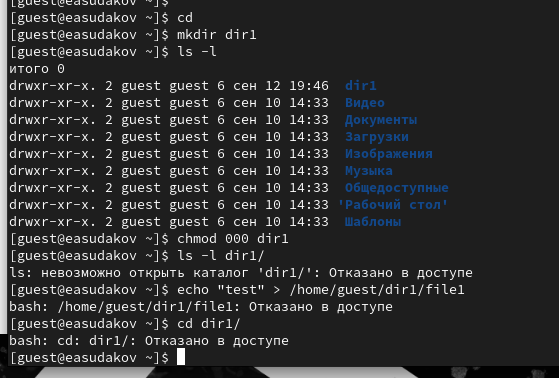 [guest@easudakov ~]$
[guest@easudakov ~]$ cd
[guest@easudakov ~]$ mkdir dir1
[guest@easudakov ~]$ ls -l
итого 0
drwxr-xr-x. 2 guest guest 6 сен 12 19:46  dir1
drwxr-xr-x. 2 guest guest 6 сен 10 14:33  Видео
drwxr-xr-x. 2 guest guest 6 сен 10 14:33  Документы
drwxr-xr-x. 2 guest guest 6 сен 10 14:33  Загрузки
drwxr-xr-x. 2 guest guest 6 сен 10 14:33  Изображения
drwxr-xr-x. 2 guest guest 6 сен 10 14:33  Музыка
drwxr-xr-x. 2 guest guest 6 сен 10 14:33  Общедоступные
drwxr-xr-x. 2 guest guest 6 сен 10 14:33 'Рабочий стол'
drwxr-xr-x. 2 guest guest 6 сен 10 14:33  Шаблоны
[guest@easudakov ~]$ chmod 000 dir1
[guest@easudakov ~]$ ls -l dir1/
ls: невозможно открыть каталог 'dir1/': Отказано в доступе
[guest@easudakov ~]$ echo "test" > /home/guest/dir1/file1
bash: /home/guest/dir1/file1: Отказано в доступе
[guest@easudakov ~]$ cd dir1/
bash: cd: dir1/: Отказано в доступе
[guest@easudakov ~]$